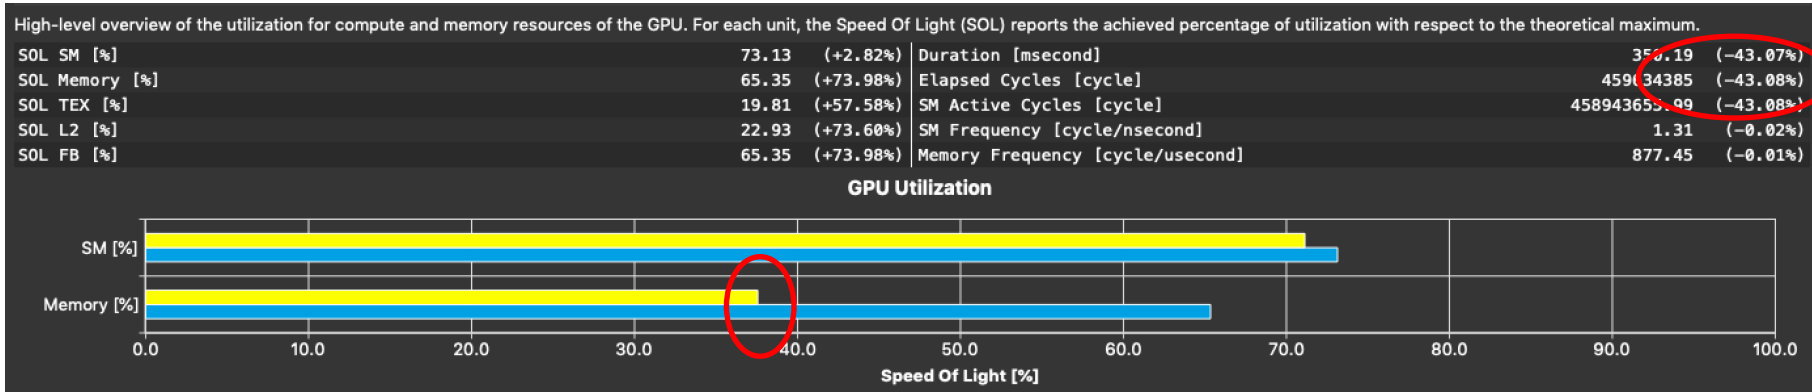 High-level overview of the utilization for compute and memory resources of the GPU. For each unit, the Speed Of Light (SOL) reports the achieved percentage of utilization with respect to the theoretical maximum.
SOL SM [%] 73.13 (+2.82%) Duration [msecond] 350.19 (-43.07%)
SOL Memory [%] 65.35 (+73.98%) Elapsed Cycles [cycle] 459634385 (-43.08%)
SOL TEX [%] 19.81 (+57.58%) SM Active Cycles [cycle] 458943655.99 (-43.08%)
SOL L2 [%] 22.93 (+73.60%) SM Frequency [cycle/nsecond] 1.31 (-0.02%)
SOL FB [%] 65.35 (+73.98%) Memory Frequency [cycle/usecond] 877.45 (-0.01%)
GPU Utilization
SM [%]
Memory [%]
0.0 10.0 20.0 30.0 40.0 50.0 60.0 70.0 80.0 90.0 100.0
Speed Of Light [%]